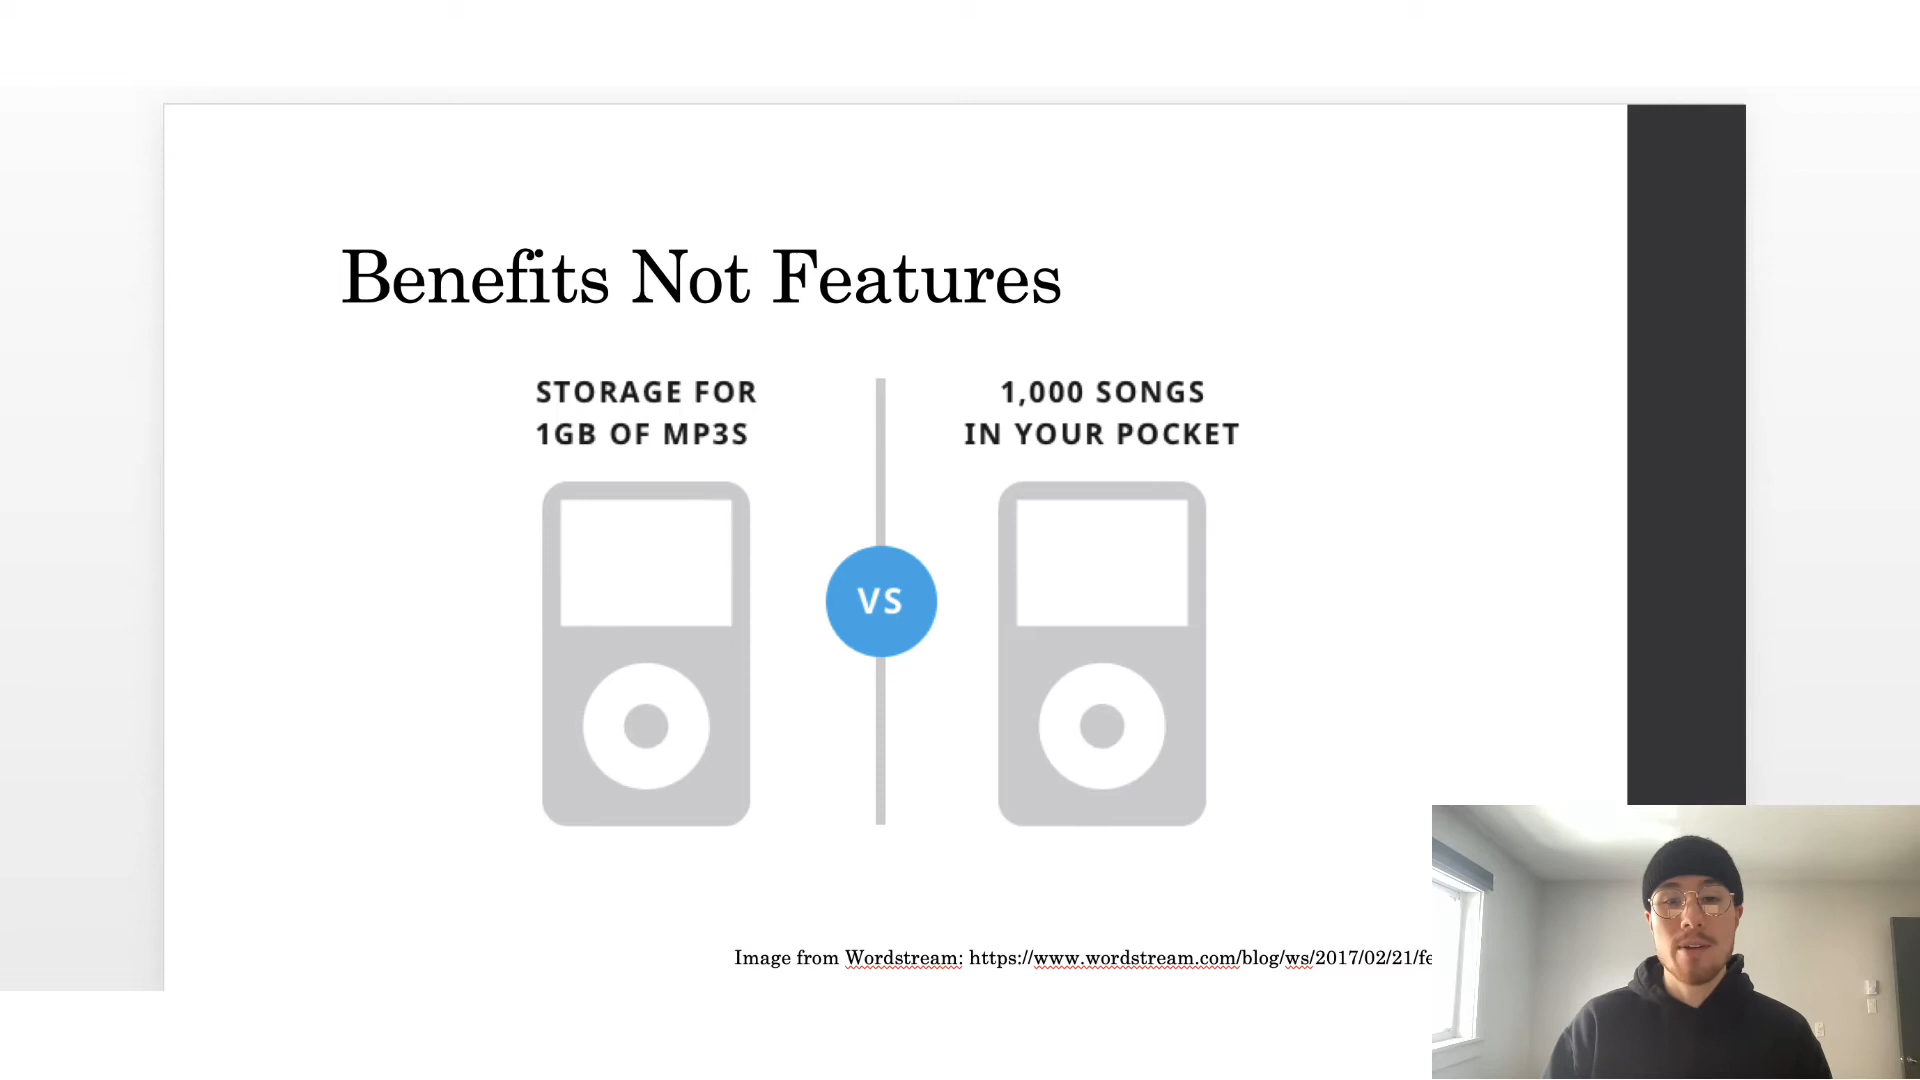 Benefits Not Features
STORAGE FOR
1GB OF MP3S
1,000 SONGS
IN YOUR POCKET
VS
Image from Wordstream: https://www.wordstream.com/blog/ws/2017/02/21/fe